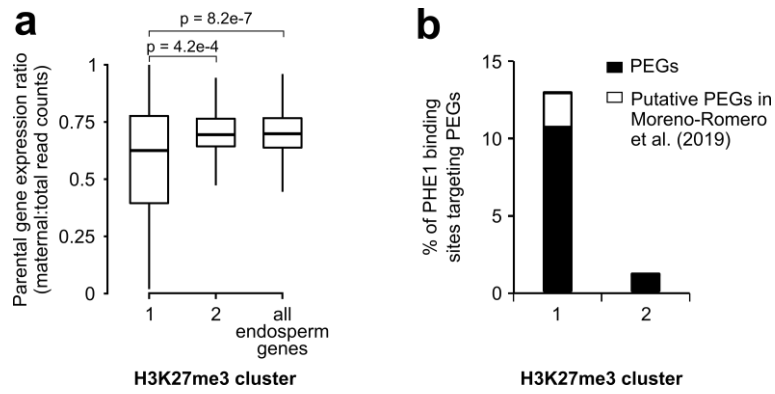 a
p = 8.2e-7
p = 4.2e-4
Parental gene expression ratio
(maternal:total read counts)
1
0.75
0.5
0.25
0
1
2
all
endosperm
genes
H3K27me3 cluster
b
PEGs
Putative PEGs in
Moreno-Romero
et al. (2019)
% of PHE1 binding
sites targeting PEGs
15
10
5
0
1
2
H3K27me3 cluster